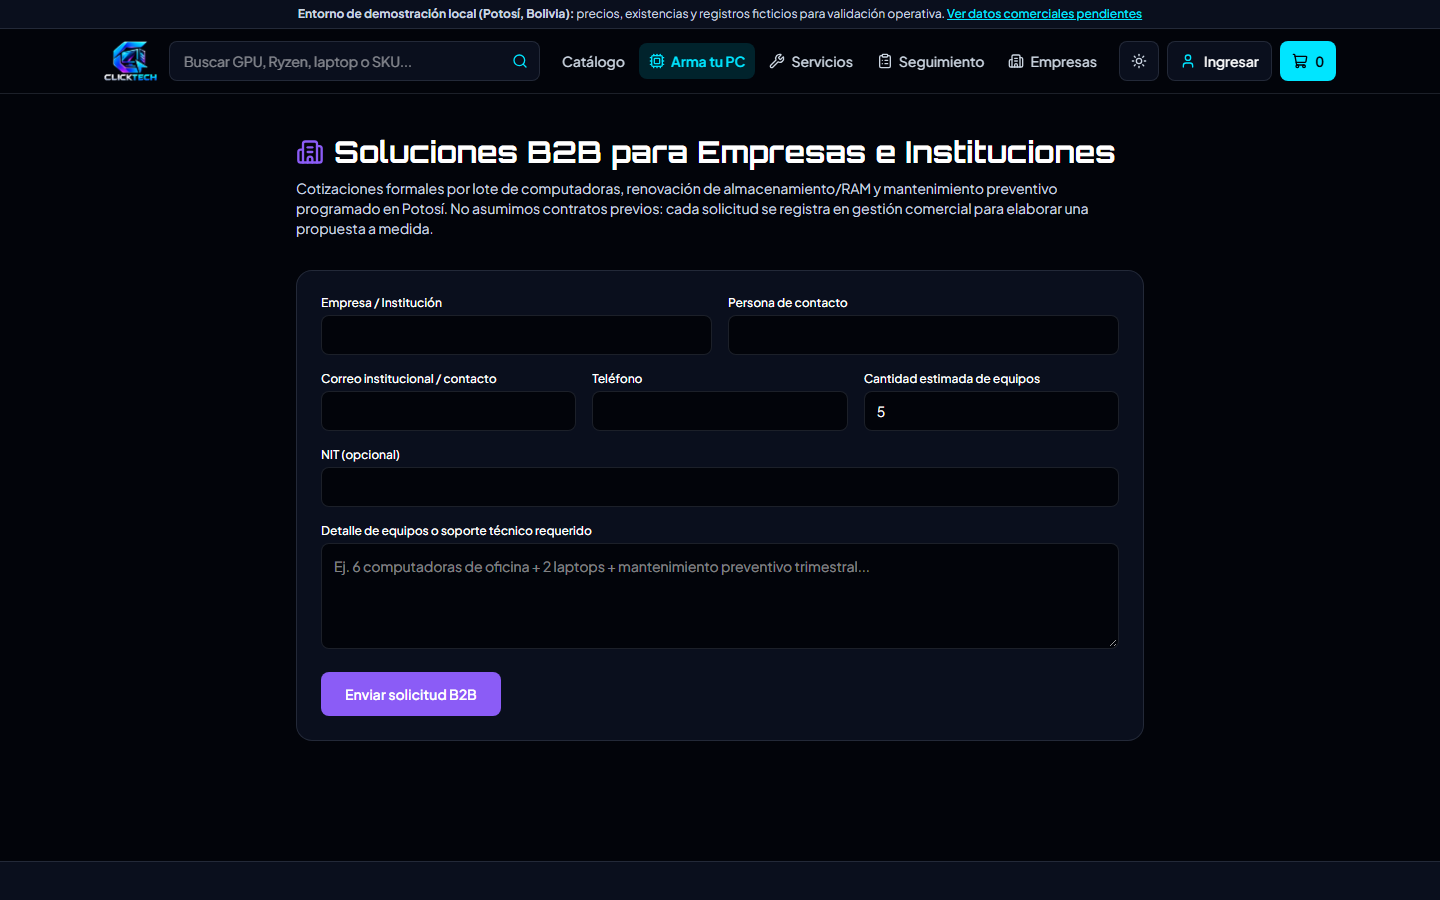 Entorno de demostración local (Potosí, Bolivia): precios, existencias y registros ficticios para validación operativa. Ver datos comerciales pendientes
CLICKTECH
Buscar GPU, Ryzen, laptop o SKU...
Catálogo
Arma tu PC
Servicios
Seguimiento
Empresas
Ingresar
0
Soluciones B2B para Empresas e Instituciones
Cotizaciones formales por lote de computadoras, renovación de almacenamiento/RAM y mantenimiento preventivo
programado en Potosí. No asumimos contratos previos: cada solicitud se registra en gestión comercial para elaborar una
propuesta a medida.
Empresa / Institución
Persona de contacto
Correo institucional / contacto
Teléfono
Cantidad estimada de equipos
5
NIT (opcional)
Detalle de equipos o soporte técnico requerido
Ej. 6 computadoras de oficina + 2 laptops + mantenimiento preventivo trimestral...
Enviar solicitud B2B